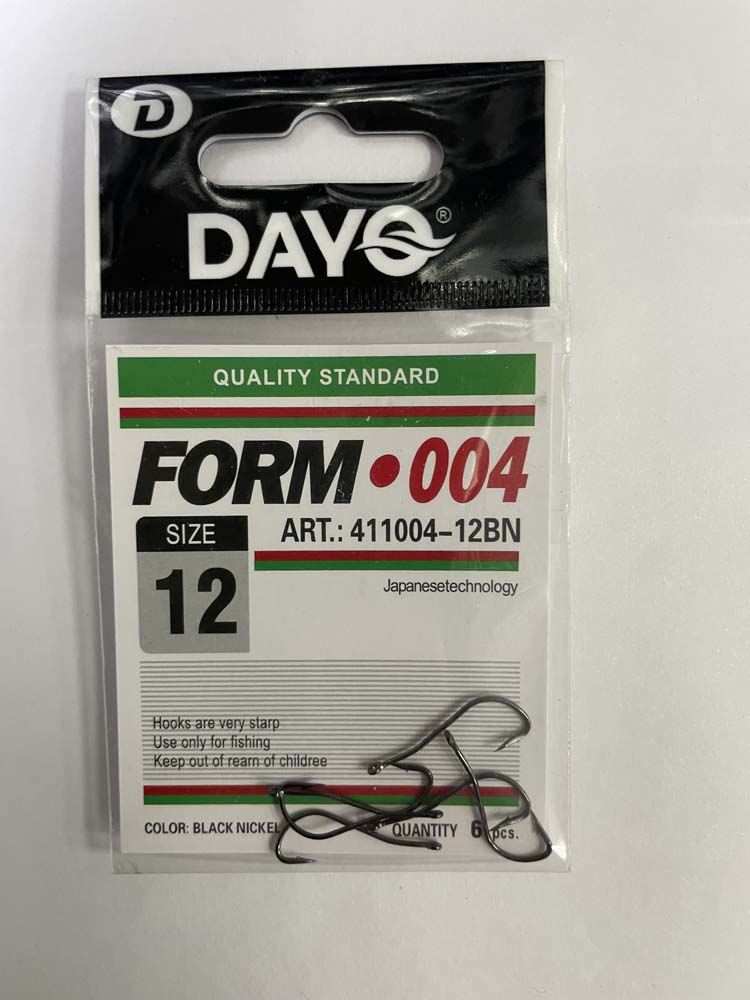 D
DAYO®
QUALITY STANDARD
FORM•004
SIZE
12
ART.: 411004-12BN
Japanesetechnology
Hooks are very starp
Use only for fishing
Keep out of rearn of childree
COLOR: BLACK NICKEL
QUANTITY 6 pcs.